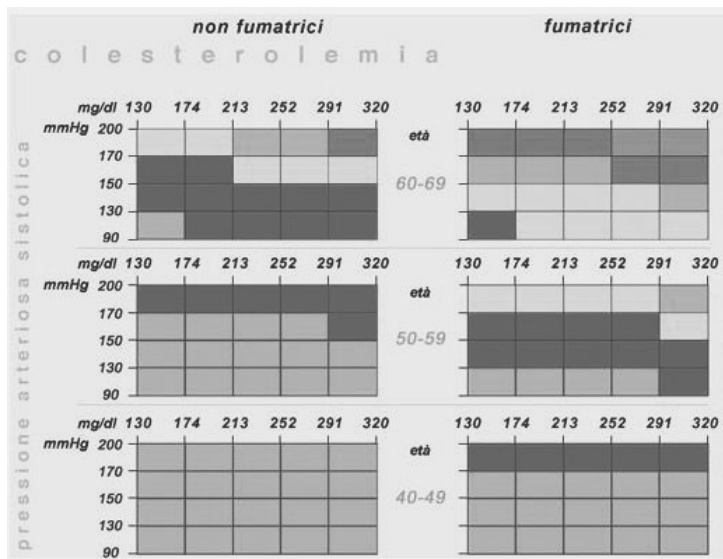 non fumatrici fumatrici
colesterolemia
pressione arteriosa sistolica
mg/dl 130 174 213 252 291 320 130 174 213 252 291 320
mmHg 200 età
170
150 60-69
130
90
mg/dl 130 174 213 252 291 320 130 174 213 252 291 320
mmHg 200 età
170
150 50-59
130
90
mg/dl 130 174 213 252 291 320 130 174 213 252 291 320
mmHg 200 età
170
150 40-49
130
90